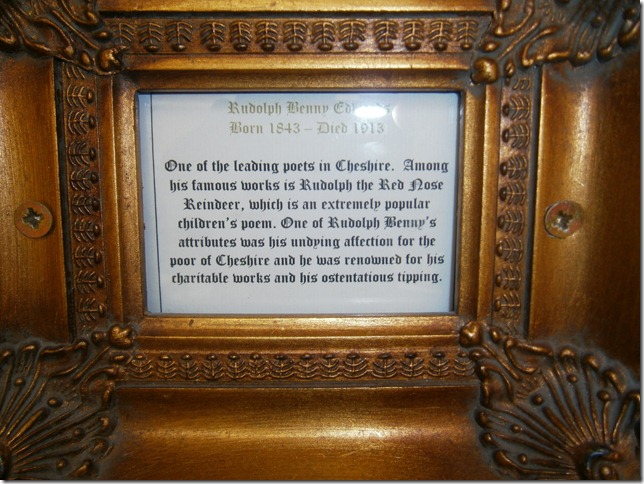 Rudolph Benny
Born 1843 – Died 1913
One of the leading poets in Cheshire. Among
his famous works is Rudolph the Red Nose
Reindeer, which is an extremely popular
children's poem. One of Rudolph Benny's
attributes was his undying affection for the
poor of Cheshire and he was renowned for his
charitable works and his ostentatious tipping.